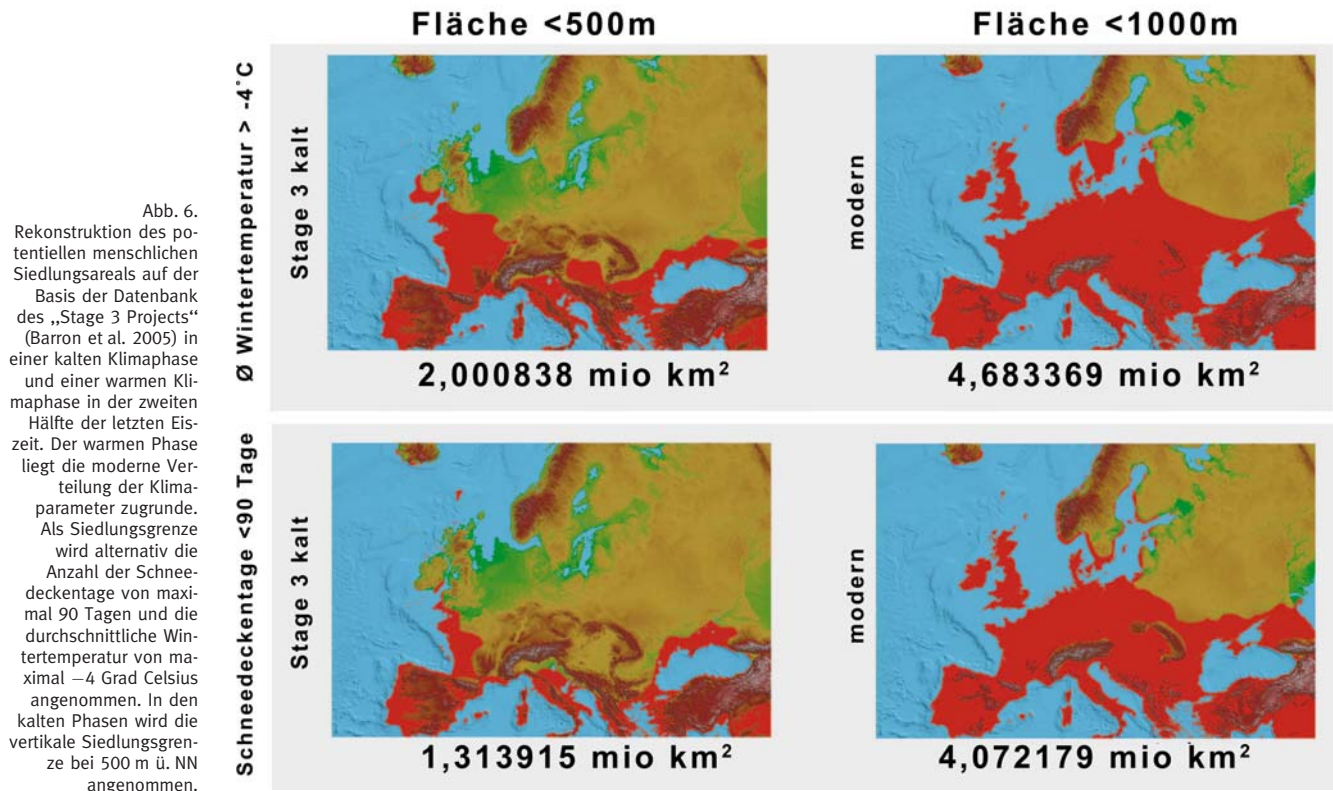 Abb. 6.
Rekonstruktion des po-
tentiellen menschlichen
Siedlungsareals auf der
Basis der Datenbank
des „Stage 3 Projects“
(Barron et al. 2005) in
einer kalten Klimaphase
und einer warmen Kli-
maphase in der zweiten
Hälfte der letzten Eis-
zeit. Der warmen Phase
liegt die moderne Ver-
teilung der Klima-
parameter zugrunde.
Als Siedlungsgrenze
wird alternativ die
Anzahl der Schnee-
deckentage von maxi-
mal 90 Tagen und die
durchschnittliche Win-
tertemperatur von ma-
ximal −4 Grad Celsius
angenommen. In den
kalten Phasen wird die
vertikale Siedlungsgren-
ze bei 500 m ü. NN
angenommen.
Fläche <500m
Fläche <1000m
Ø Wintertemperatur > -4˚C
Stage 3 kalt
modern
2,000838 mio km²
4,683369 mio km²
Schneedeckentage <90 Tage
Stage 3 kalt
modern
1,313915 mio km²
4,072179 mio km²